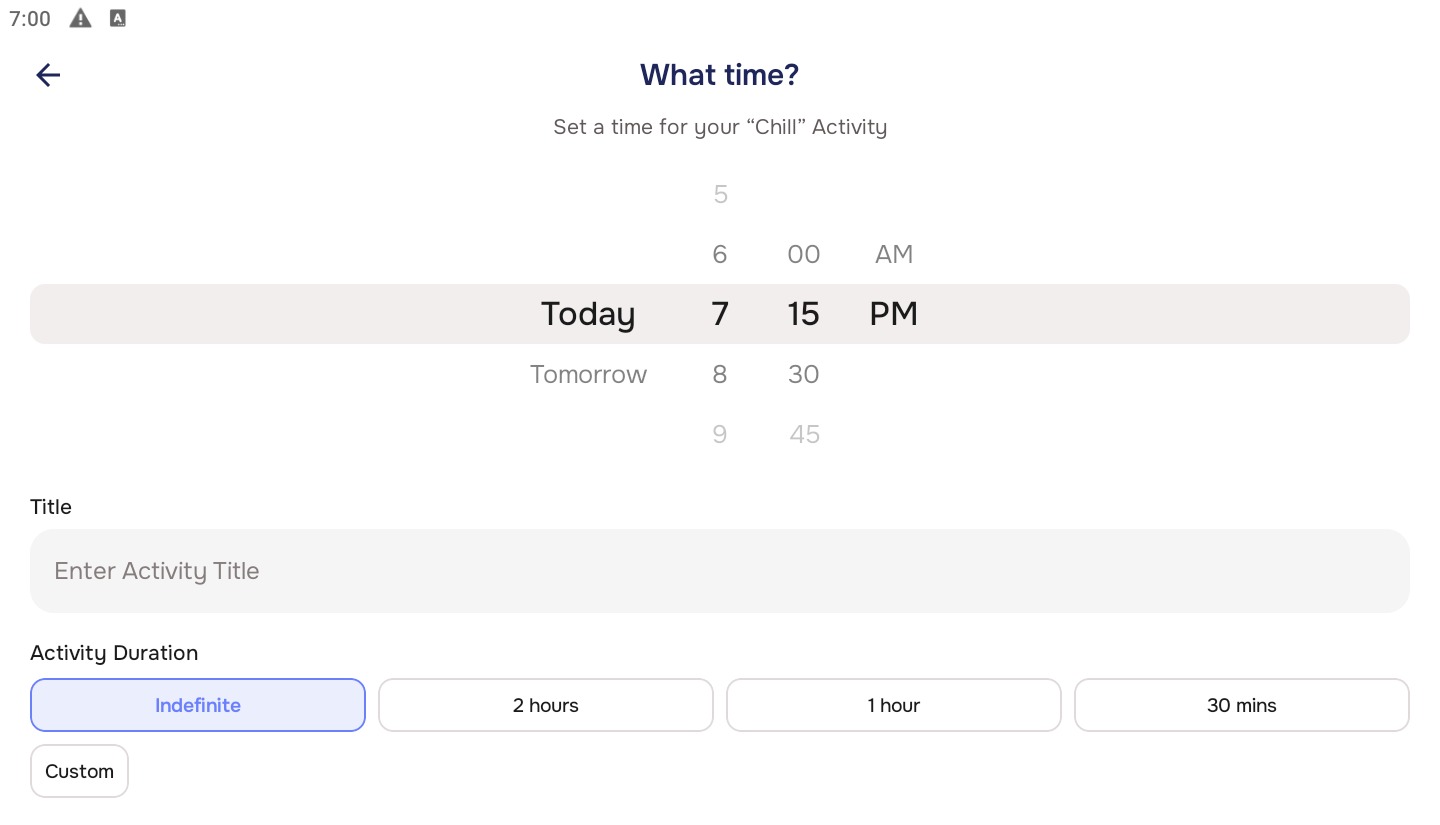 7:00
What time?
Set a time for your “Chill” Activity
5
6 00 AM
Today 7 15 PM
Tomorrow 8 30
9 45
Title
Enter Activity Title
Activity Duration
Indefinite 2 hours 1 hour 30 mins
Custom